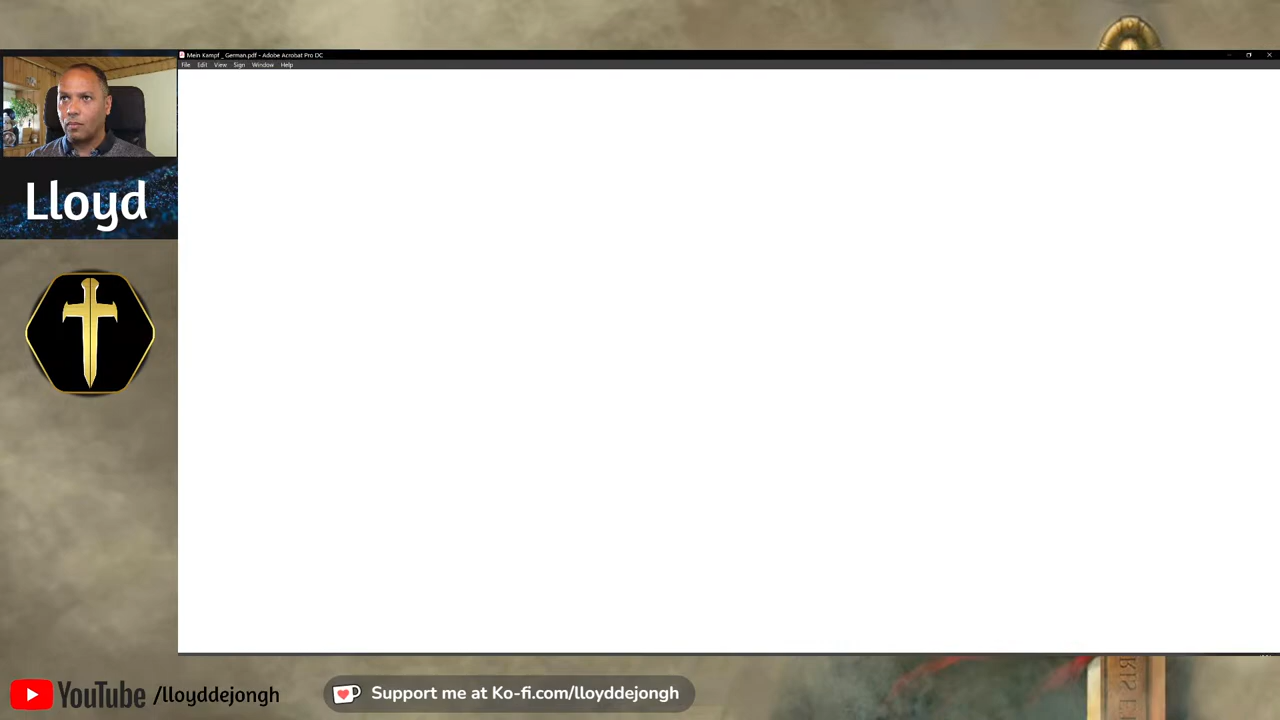 Mein Kampf _ German.pdf - Adobe Acrobat Pro DC
File Edit View Sign Window Help
Lloyd
YouTube /lloyddejongh
Support me at Ko-fi.com/lloyddejongh